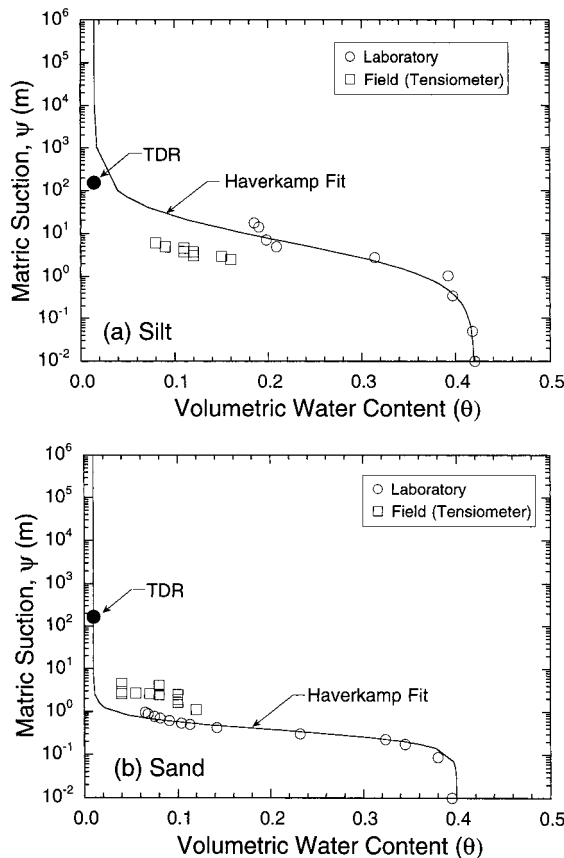 10^6
10^5
10^4
10^3
10^2
10^1
10^0
10^-1
10^-2
Matric Suction, ψ (m)
Laboratory
Field (Tensiometer)
TDR
Haverkamp Fit
(a) Silt
0.0 0.1 0.2 0.3 0.4 0.5
Volumetric Water Content (θ)
10^6
10^5
10^4
10^3
10^2
10^1
10^0
10^-1
10^-2
Matric Suction, ψ (m)
Laboratory
Field (Tensiometer)
TDR
Haverkamp Fit
(b) Sand
0.0 0.1 0.2 0.3 0.4 0.5
Volumetric Water Content (θ)